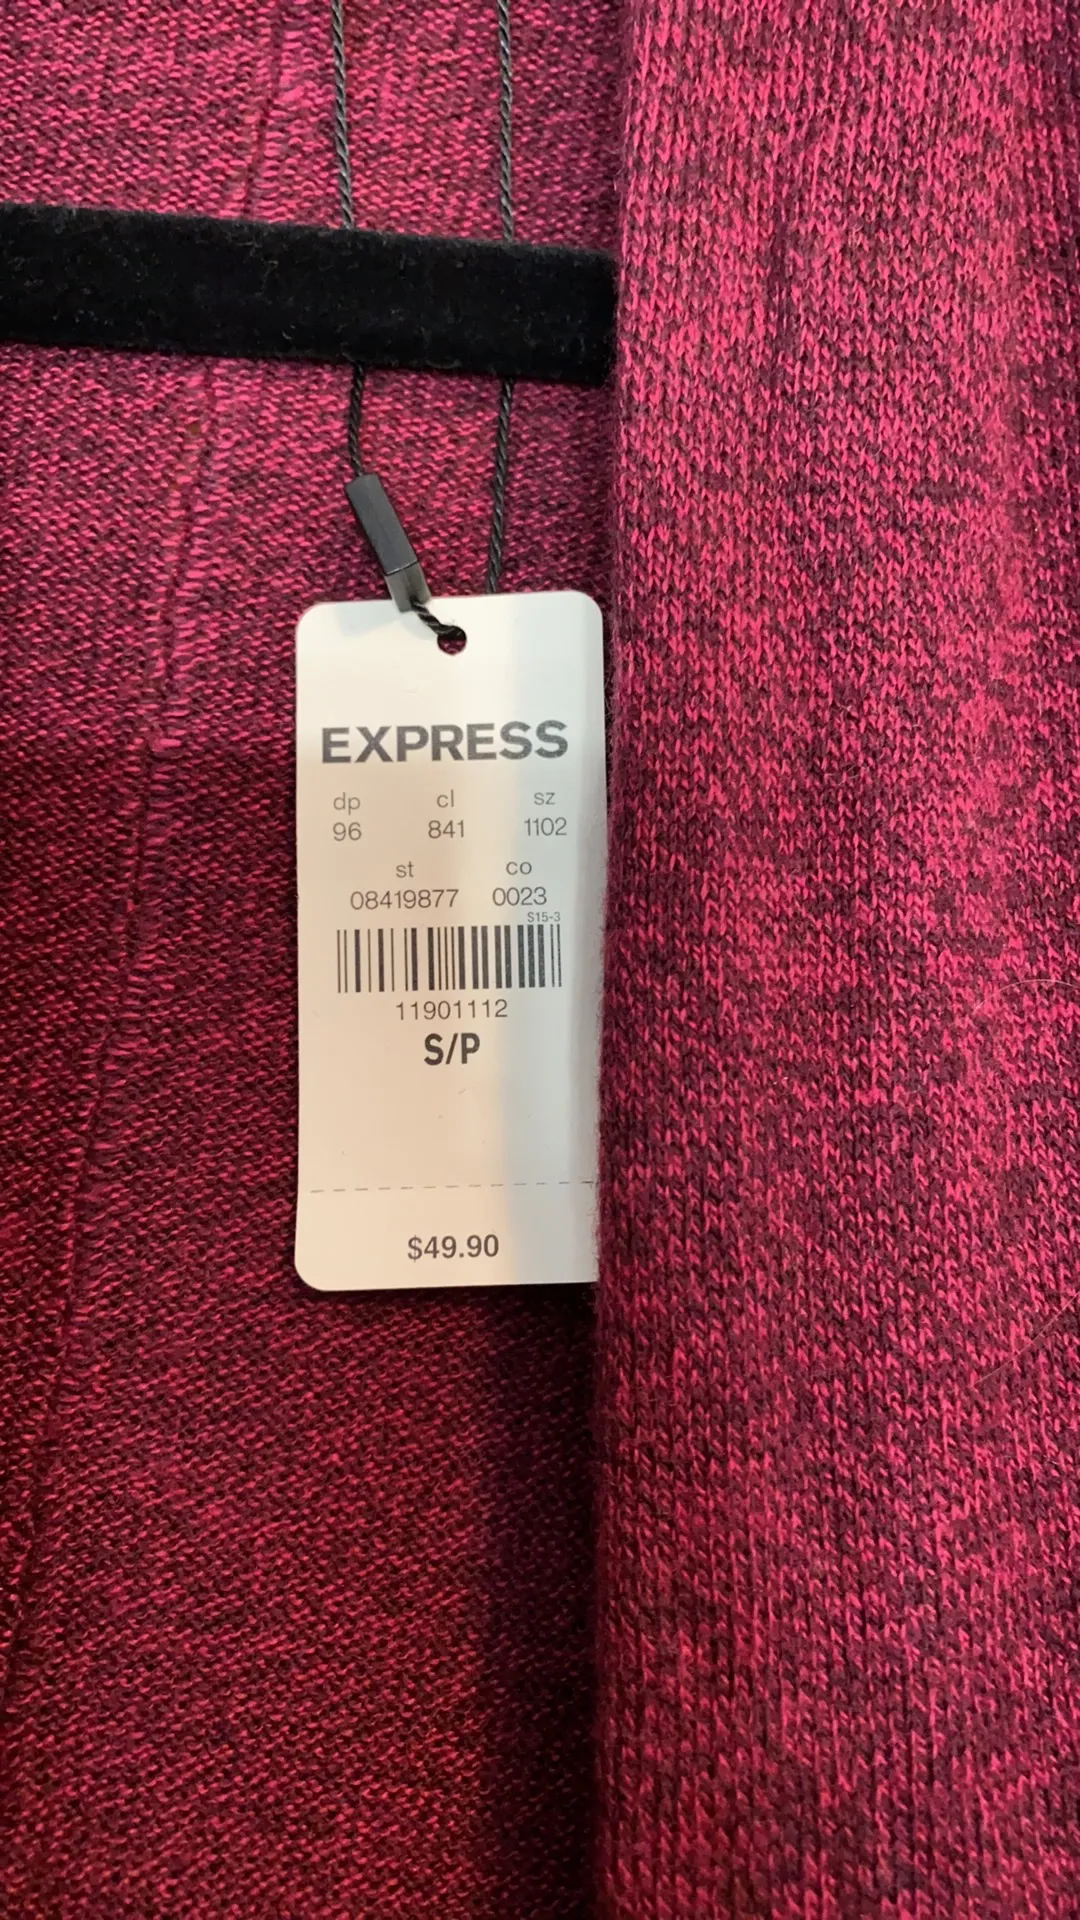 EXPRESS
dp cl sz
96 841 1102
st co
08419877 0023
S15-3
11901112
S/P
$49.90